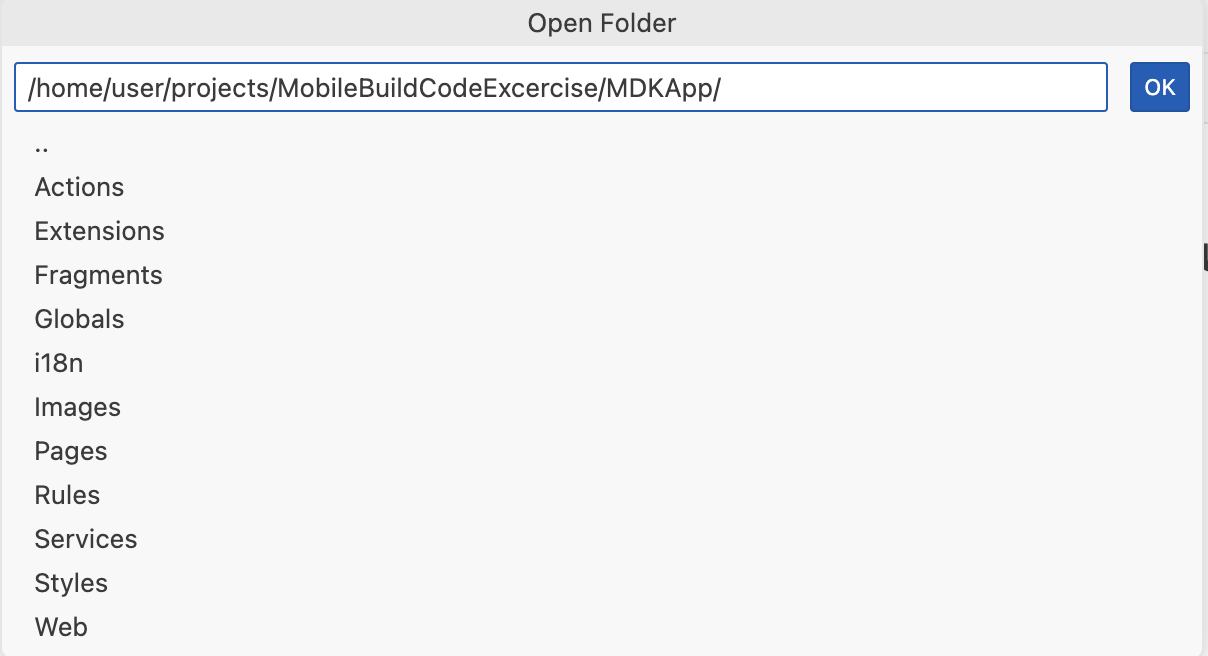 Open Folder
/home/user/projects/MobileBuildCodeExcercise/MDKApp/ OK
..
Actions
Extensions
Fragments
Globals
i18n
Images
Pages
Rules
Services
Styles
Web